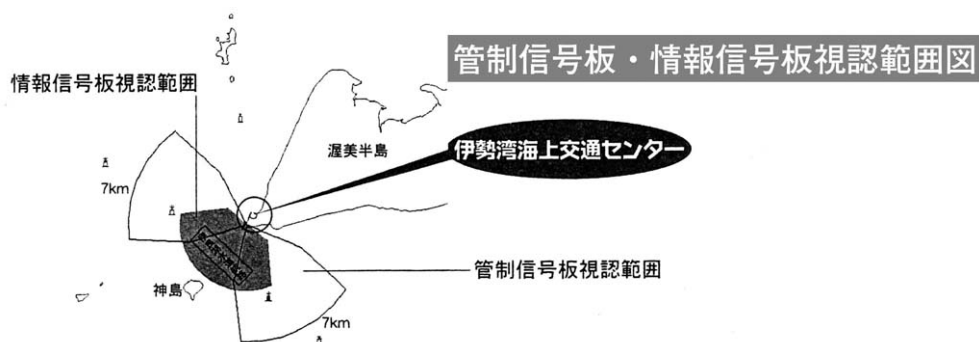 管制信号板・情報信号板視認範囲図
情報信号板視認範囲
渥美半島
伊勢湾海上交通センター
7km
管制信号板視認範囲
神島
7km